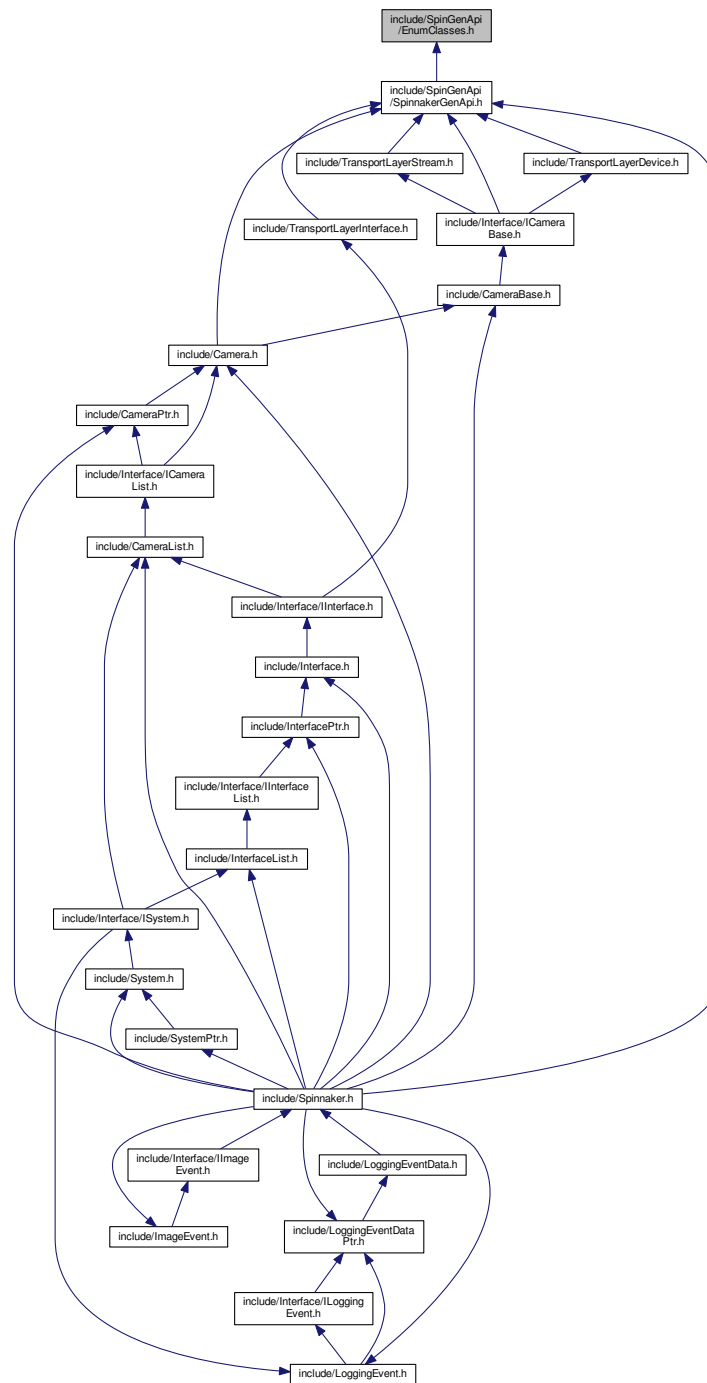 include/SpinGenApi
/EnumClasses.h
include/SpinGenApi
/SpinnakerGenApi.h
include/TransportLayerStream.h
include/TransportLayerDevice.h
include/TransportLayerInterface.h
include/Interface/ICamera
Base.h
include/CameraBase.h
include/Camera.h
include/CameraPtr.h
include/Interface/ICamera
List.h
include/CameraList.h
include/Interface/IInterface.h
include/Interface.h
include/InterfacePtr.h
include/Interface/IInterface
List.h
include/InterfaceList.h
include/Interface/ISystem.h
include/System.h
include/SystemPtr.h
include/Spinnaker.h
include/Interface/IImage
Event.h
include/LoggingEventData.h
include/ImageEvent.h
include/LoggingEventData
Ptr.h
include/Interface/ILogging
Event.h
include/LoggingEvent.h